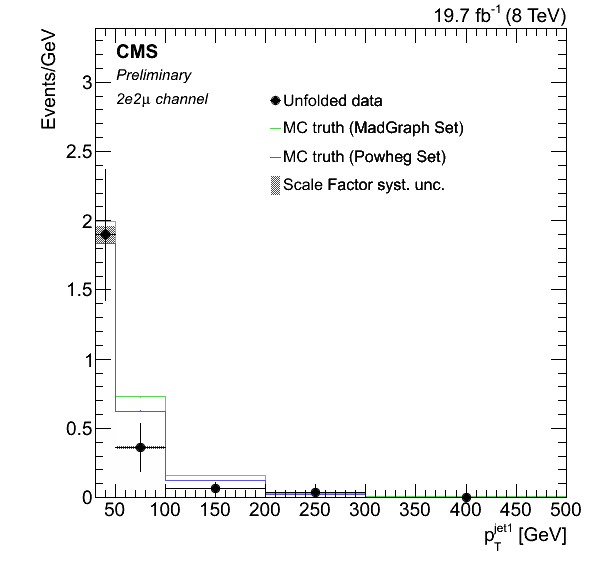 19.7 fb⁻¹ (8 TeV)
Events/GeV
CMS
Preliminary
2e2μ channel
Unfolded data
MC truth (MadGraph Set)
MC truth (Powheg Set)
Scale Factor syst. unc.
3
2.5
2
1.5
1
0.5
0
50 100 150 200 250 300 350 400 450 500
p_T^jet1 [GeV]